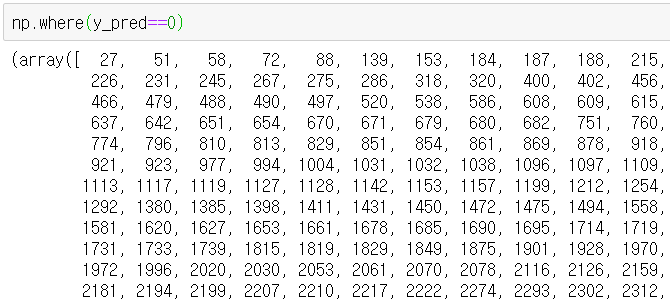 np.where(y_pred==0)
(array([ 27, 51, 58, 72, 88, 139, 153, 184, 187, 188, 215,
226, 231, 245, 267, 275, 286, 318, 320, 400, 402, 456,
466, 479, 488, 490, 497, 520, 538, 586, 608, 609, 615,
637, 642, 651, 654, 670, 671, 679, 680, 682, 751, 760,
774, 796, 810, 813, 829, 851, 854, 861, 869, 878, 918,
921, 923, 977, 994, 1004, 1031, 1032, 1038, 1096, 1097, 1109,
1113, 1117, 1119, 1127, 1128, 1142, 1153, 1157, 1199, 1212, 1254,
1292, 1380, 1385, 1398, 1411, 1431, 1450, 1472, 1475, 1494, 1558,
1581, 1620, 1627, 1653, 1661, 1678, 1685, 1690, 1695, 1714, 1719,
1731, 1733, 1739, 1815, 1819, 1829, 1849, 1875, 1901, 1928, 1970,
1972, 1996, 2020, 2030, 2053, 2061, 2070, 2078, 2116, 2126, 2159,
2181, 2194, 2199, 2207, 2210, 2217, 2222, 2274, 2293, 2302, 2312,